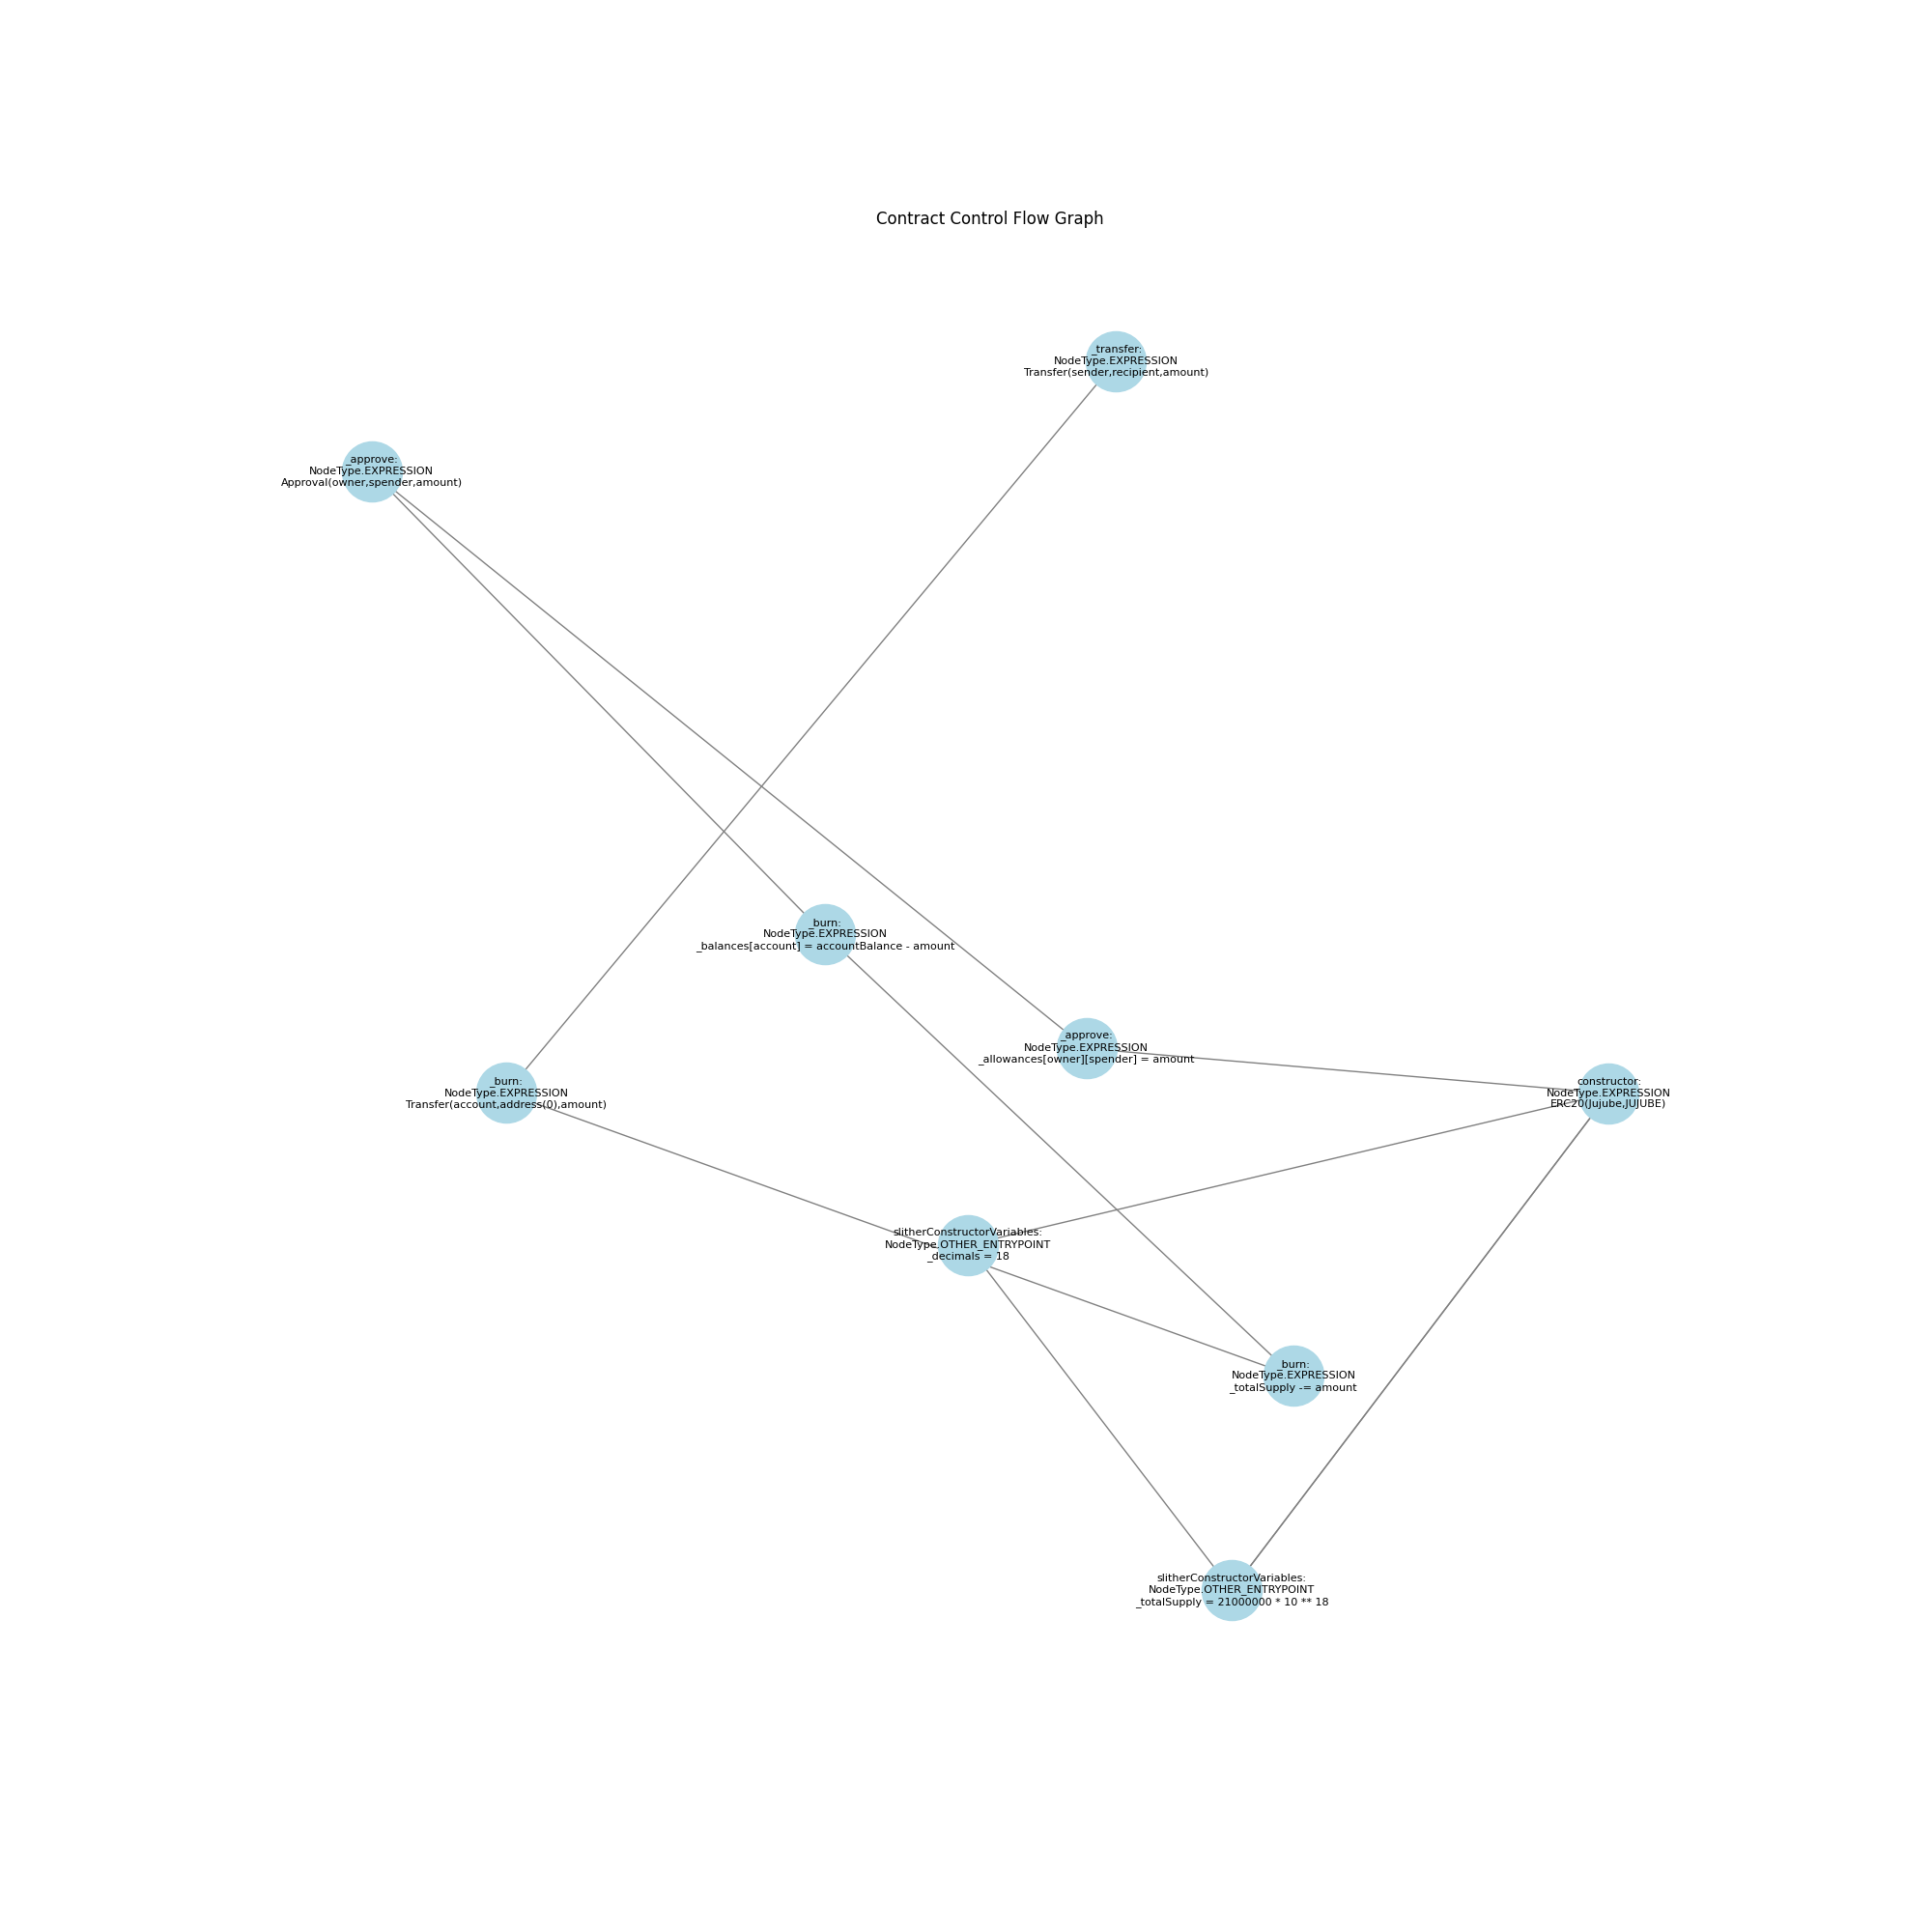 Contract Control Flow Graph
_transfer:
NodeType.EXPRESSION
Transfer(sender,recipient,amount)
_approve:
NodeType.EXPRESSION
Approval(owner,spender,amount)
_burn:
NodeType.EXPRESSION
_balances[account] = accountBalance - amount
_approve:
NodeType.EXPRESSION
_allowances[owner][spender] = amount
_burn:
NodeType.EXPRESSION
Transfer(account,address(0),amount)
constructor:
NodeType.EXPRESSION
ERC20(Jujube,JUJUBE)
slitherConstructorVariables:
NodeType.OTHER_ENTRYPOINT
_decimals = 18
_burn:
NodeType.EXPRESSION
_totalSupply -= amount
slitherConstructorVariables:
NodeType.OTHER_ENTRYPOINT
_totalSupply = 21000000 * 10 ** 18